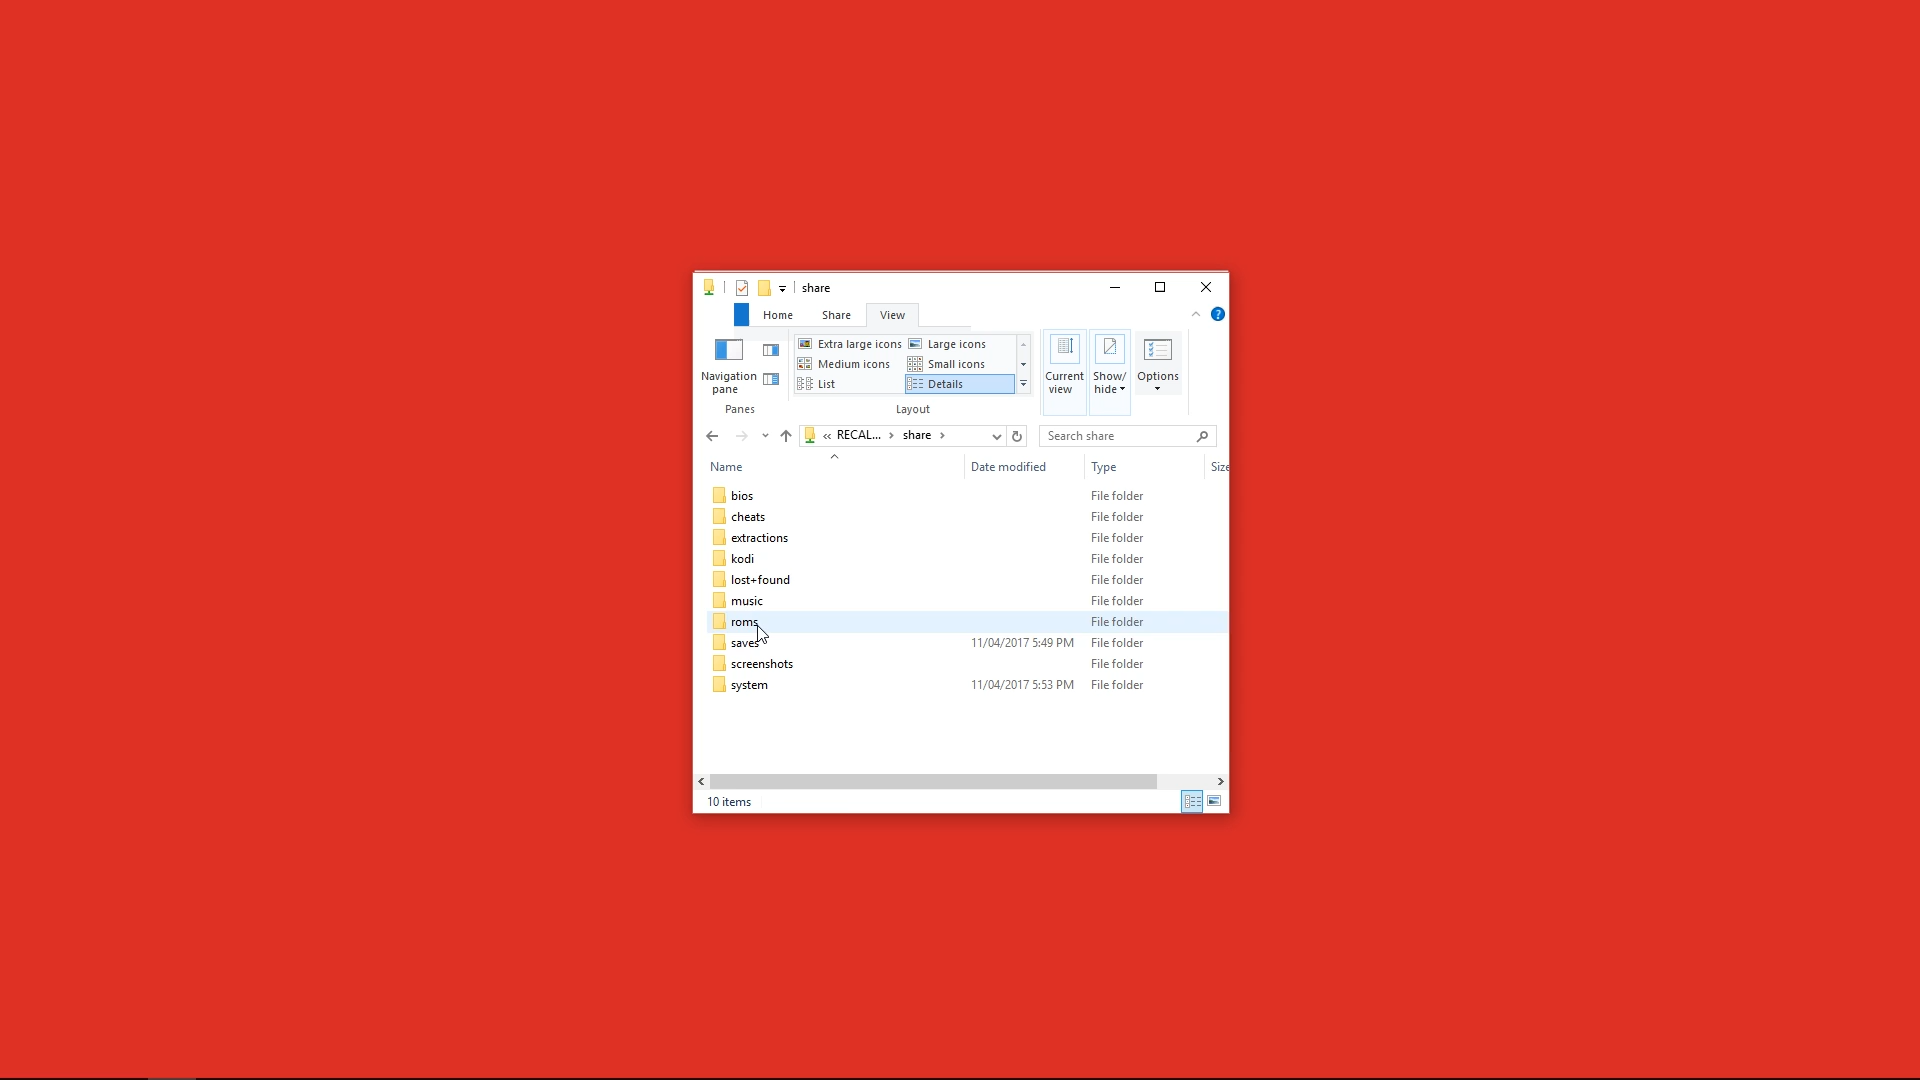 share
Home Share View
Extra large icons Large icons
Medium icons Small icons
List Details
Navigation pane
Current view
Show/ hide
Options
Panes Layout
« RECAL... > share >
Search share
Name Date modified Type Size
bios File folder
cheats File folder
extractions File folder
kodi File folder
lost+found File folder
music File folder
roms File folder
saves 11/04/2017 5:49 PM File folder
screenshots File folder
system 11/04/2017 5:53 PM File folder
10 items